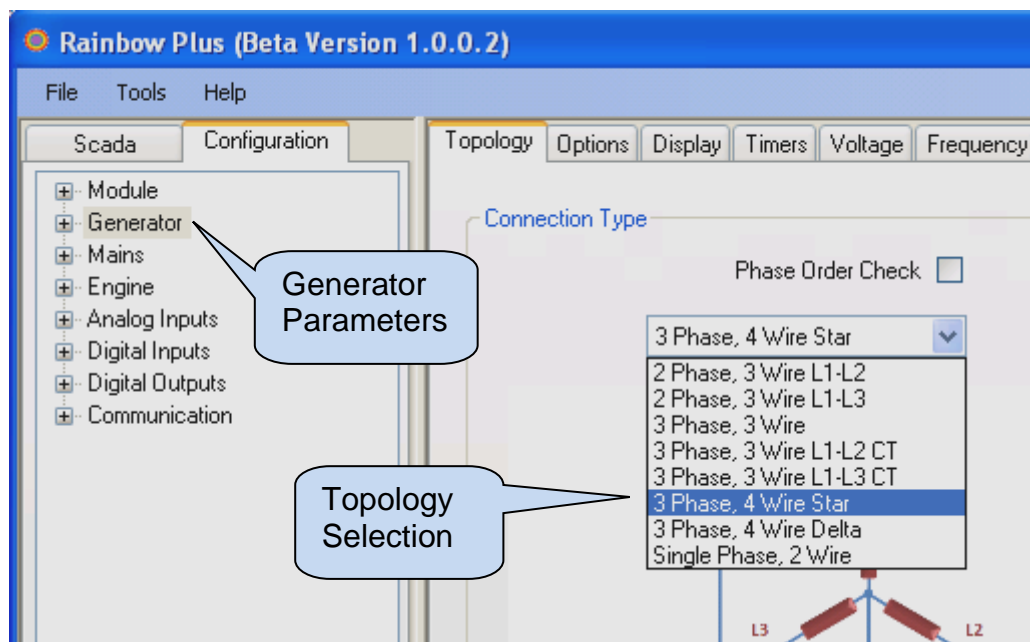 Rainbow Plus (Beta Version 1.0.0.2)
File Tools Help
Scada Configuration
Topology Options Display Timers Voltage Frequency
Module
Generator
Mains
Engine
Analog Inputs
Digital Inputs
Digital Outputs
Communication
Generator
Parameters
Connection Type
Phase Order Check
3 Phase, 4 Wire Star
2 Phase, 3 Wire L1-L2
2 Phase, 3 Wire L1-L3
3 Phase, 3 Wire
3 Phase, 3 Wire L1-L2 CT
3 Phase, 3 Wire L1-L3 CT
3 Phase, 4 Wire Star
3 Phase, 4 Wire Delta
Single Phase, 2 Wire
Topology
Selection
L3 L2